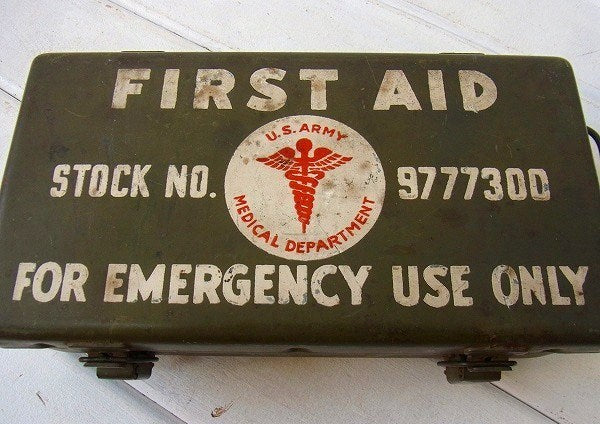 FIRST AID
U.S. ARMY
MEDICAL DEPARTMENT
STOCK NO. 9777300
FOR EMERGENCY USE ONLY